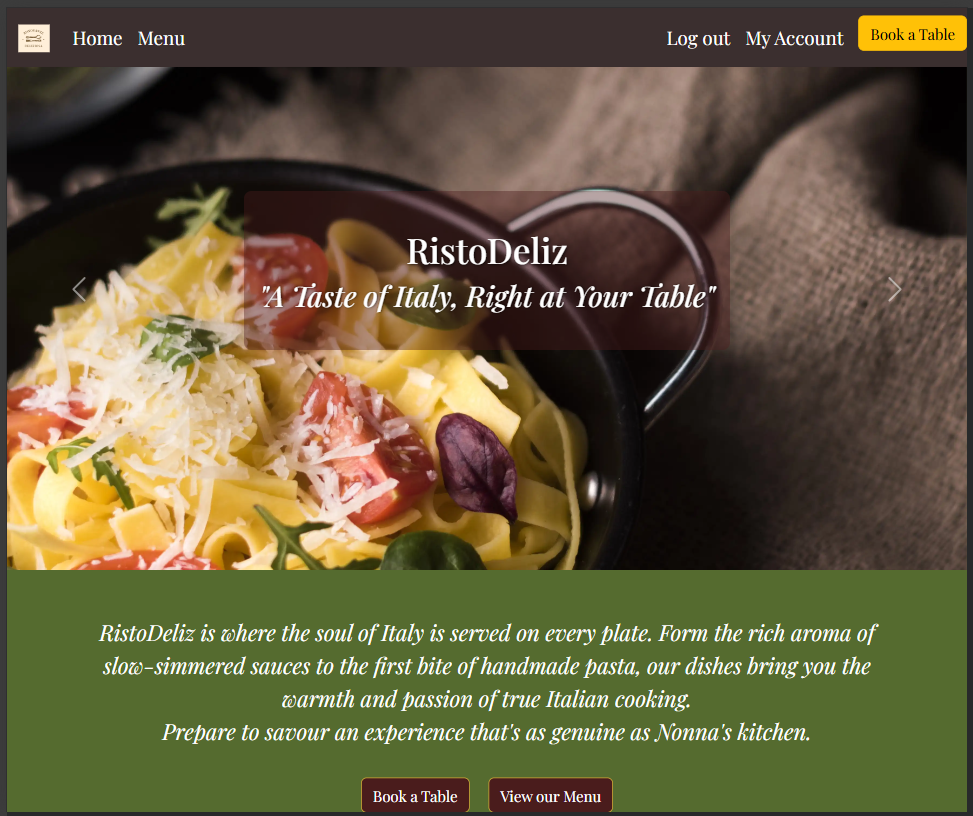 Home Menu Log out My Account Book a Table
RistoDeliz
"A Taste of Italy, Right at Your Table"
RistoDeliz is where the soul of Italy is served on every plate. Form the rich aroma of
slow-simmered sauces to the first bite of handmade pasta, our dishes bring you the
warmth and passion of true Italian cooking.
Prepare to savour an experience that's as genuine as Nonna's kitchen.
Book a Table View our Menu